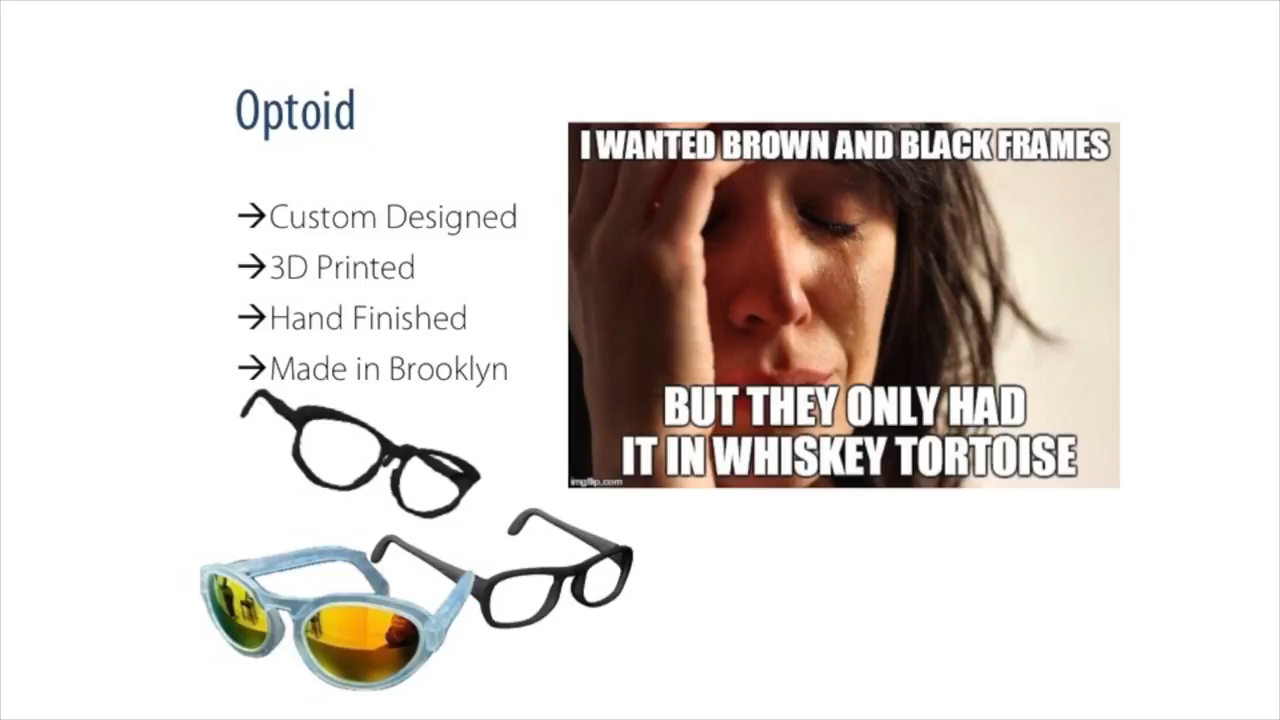 Optoid
→Custom Designed
→3D Printed
→Hand Finished
→Made in Brooklyn
I WANTED BROWN AND BLACK FRAMES
BUT THEY ONLY HAD
IT IN WHISKEY TORTOISE
imgflip.com